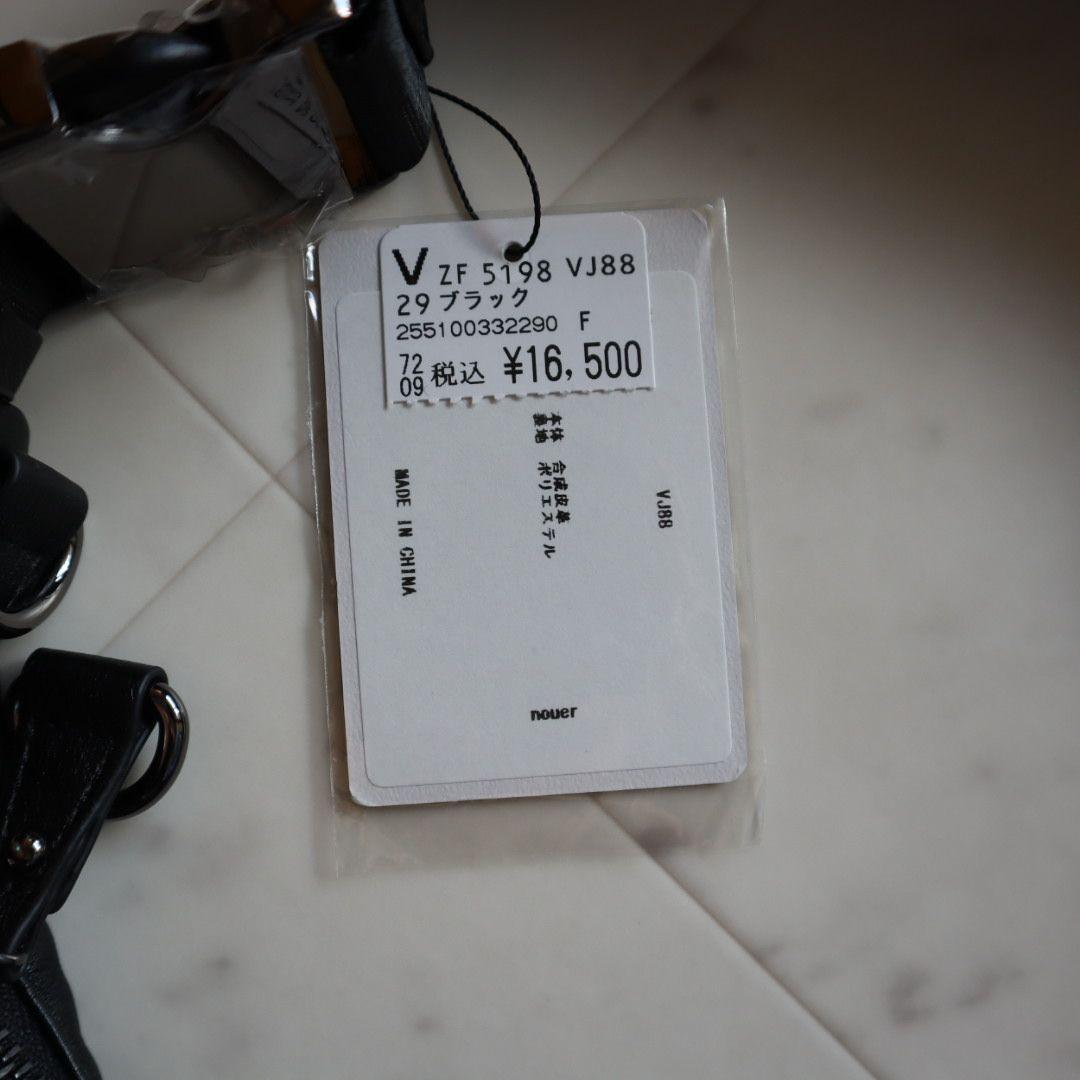 V ZF 5198 VJ88
29 ブラック
255100332290 F
72
09 税込 ¥16,500
VJ88
本体 合成皮革
裏地 ポリエステル
MADE IN CHINA
nouer